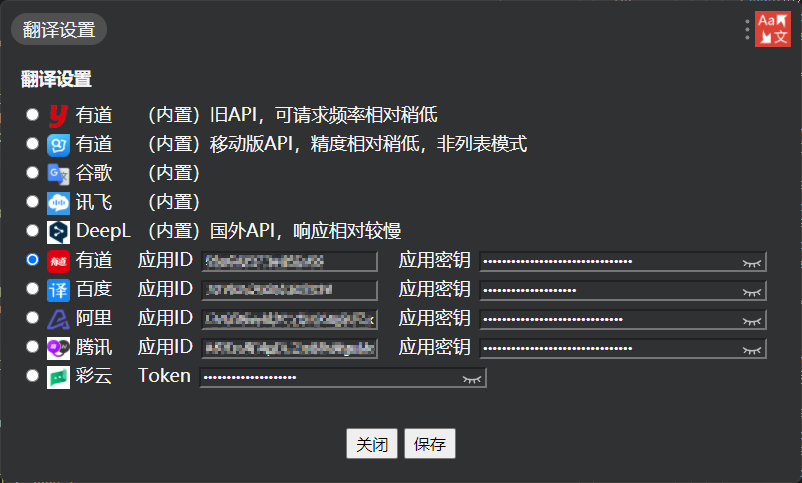 翻译设置
Aa 文
翻译设置
有道 （内置）旧API，可请求频率相对稍低
有道 （内置）移动版API，精度相对稍低，非列表模式
谷歌 （内置）
讯飞 （内置）
DeepL （内置）国外API，响应相对较慢
有道 有道 应用ID 应用密钥
译 百度 应用ID 应用密钥
阿里 应用ID 应用密钥
腾讯 应用ID 应用密钥
彩云 Token
关闭 保存